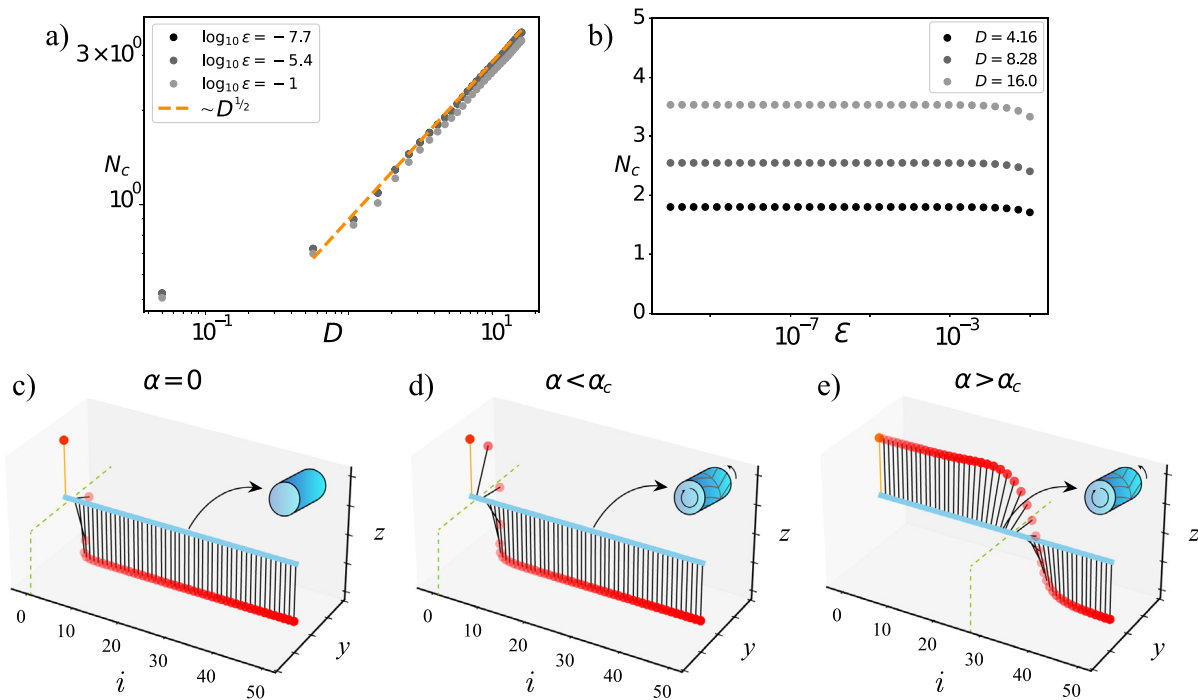 a)
log₁₀ ε = −7.7
log₁₀ ε = −5.4
log₁₀ ε = −1
~D^1/2
3×10⁰
N_c
10⁰
10⁻¹
D
10¹
b)
D = 4.16
D = 8.28
D = 16.0
5
4
3
N_c
2
1
0
10⁻⁷
ε
10⁻³
c)
α = 0
z
y
0
10
20
30
40
50
i
d)
α < α_c
z
y
0
10
20
30
40
50
i
e)
α > α_c
z
y
0
10
20
30
40
50
i